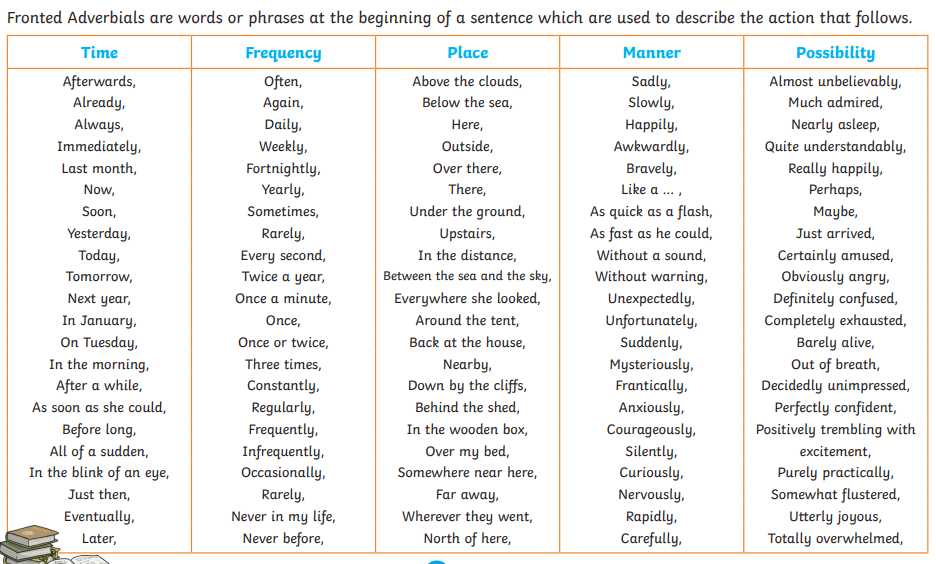 Fronted Adverbials are words or phrases at the beginning of a sentence which are used to describe the action that follows.
Time Frequency Place Manner Possibility
Afterwards, Often, Above the clouds, Sadly, Almost unbelievably,
Already, Again, Below the sea, Slowly, Much admired,
Always, Daily, Here, Happily, Nearly asleep,
Immediately, Weekly, Outside, Awkwardly, Quite understandably,
Last month, Fortnightly, Over there, Bravely, Really happily,
Now, Yearly, There, Like a ... , Perhaps,
Soon, Sometimes, Under the ground, As quick as a flash, Maybe,
Yesterday, Rarely, Upstairs, As fast as he could, Just arrived,
Today, Every second, In the distance, Without a sound, Certainly amused,
Tomorrow, Twice a year, Between the sea and the sky, Without warning, Obviously angry,
Next year, Once a minute, Everywhere she looked, Unexpectedly, Definitely confused,
In January, Once, Around the tent, Unfortunately, Completely exhausted,
On Tuesday, Once or twice, Back at the house, Suddenly, Barely alive,
In the morning, Three times, Nearby, Mysteriously, Out of breath,
After a while, Constantly, Down by the cliffs, Frantically, Decidedly unimpressed,
As soon as she could, Regularly, Behind the shed, Anxiously, Perfectly confident,
Before long, Frequently, In the wooden box, Courageously, Positively trembling with
All of a sudden, Infrequently, Over my bed, Silently, excitement,
In the blink of an eye, Occasionally, Somewhere near here, Curiously, Purely practically,
Just then, Rarely, Far away, Nervously, Somewhat flustered,
Eventually, Never in my life, Wherever they went, Rapidly, Utterly joyous,
Later, Never before, North of here, Carefully, Totally overwhelmed,